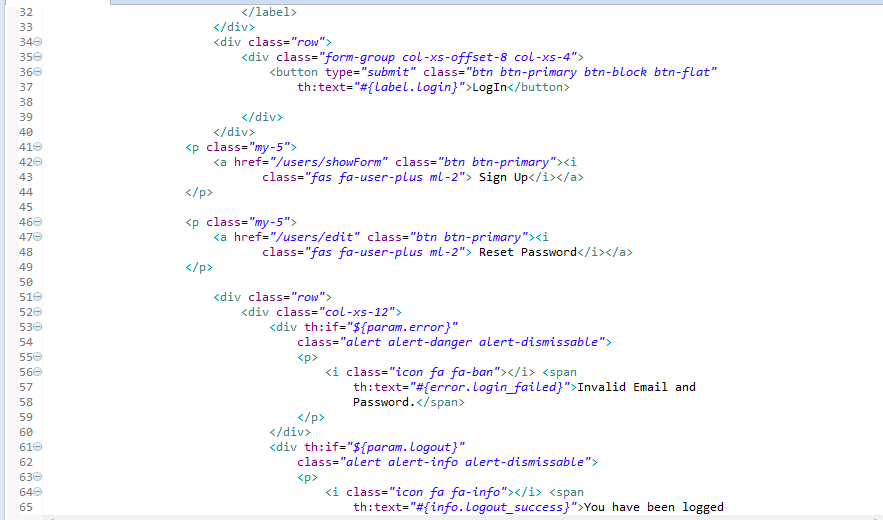 32 </label>
33 </div>
34 <div class="row">
35 <div class="form-group col-xs-offset-8 col-xs-4">
36 <button type="submit" class="btn btn-primary btn-block btn-flat"
37 th:text="#{label.login}">LogIn</button>
38
39 </div>
40 </div>
41 <p class="my-5">
42 <a href="/users/showForm" class="btn btn-primary"><i
43 class="fas fa-user-plus ml-2"> Sign Up</i></a>
44 </p>
45
46 <p class="my-5">
47 <a href="/users/edit" class="btn btn-primary"><i
48 class="fas fa-user-plus ml-2"> Reset Password</i></a>
49 </p>
50
51 <div class="row">
52 <div class="col-xs-12">
53 <div th:if="${param.error}"
54 class="alert alert-danger alert-dismissable">
55 <p>
56 <i class="icon fa fa-ban"></i> <span
57 th:text="#{error.login_failed}">Invalid Email and
58 Password.</span>
59 </p>
60 </div>
61 <div th:if="${param.logout}"
62 class="alert alert-info alert-dismissable">
63 <p>
64 <i class="icon fa fa-info"></i> <span
65 th:text="#{info.logout_success}">You have been logged